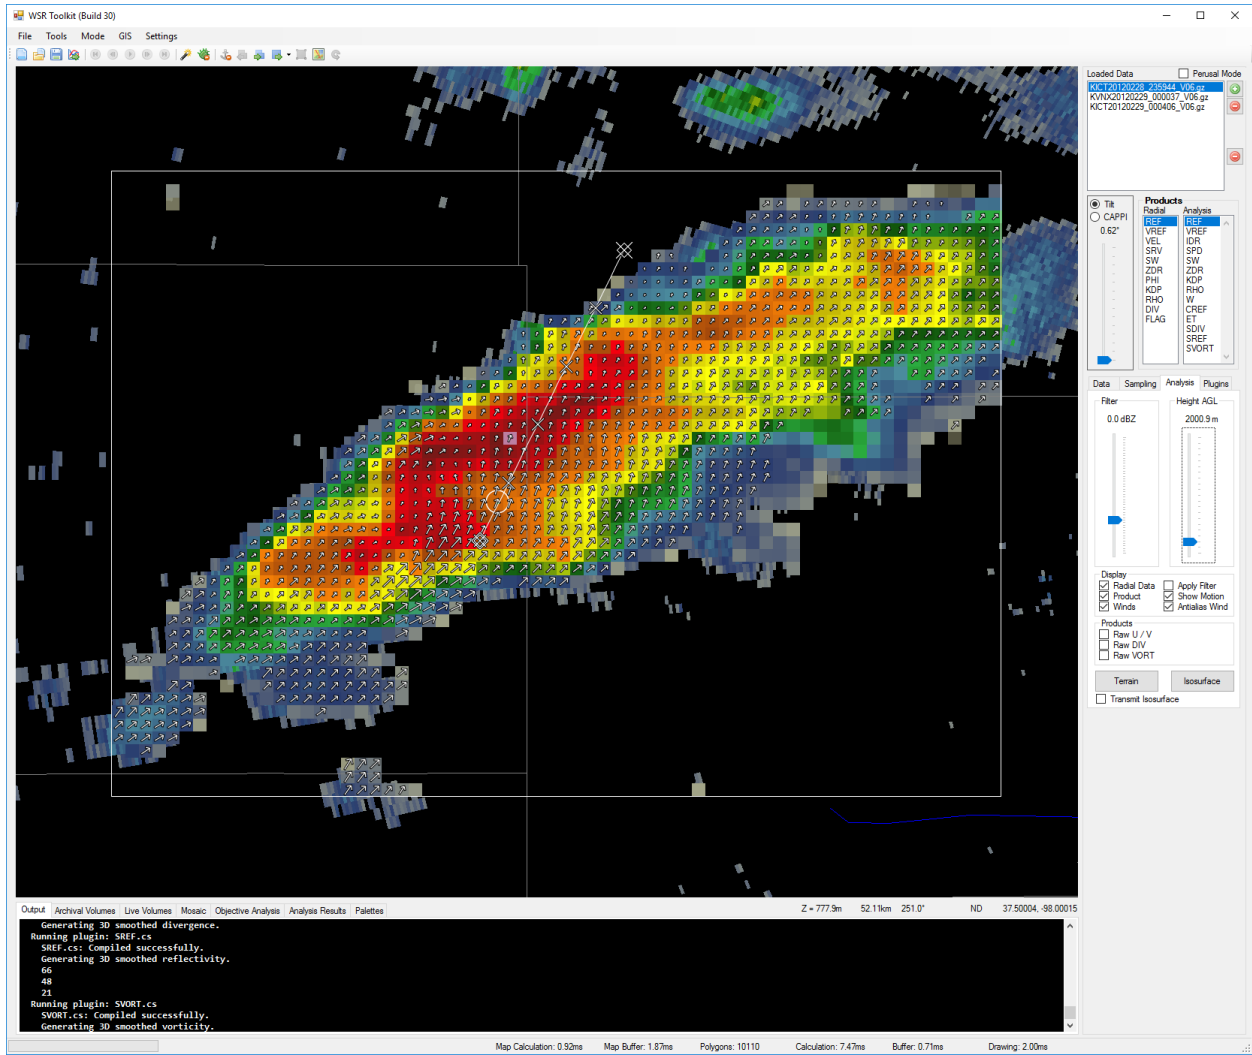 WSR Toolkit (Build 30)
File Tools Mode GIS Settings
Loaded Data Perusal Mode
KICT20120228_235944_V06.gz
KVNX20120229_000037_V06.gz
KICT20120229_000406_V06.gz
Tilt
CAPPI
0.62°
Products
Radial Analysis
REF REF
VREF VREF
VEL IDR
SRV SPD
SW SW
ZDR ZDR
PHI KDP
KDP RHO
RHO W
DIV CREF
FLAG ET
SDIV
SREF
SVORT
Data Sampling Analysis Plugins
Filter Height AGL
0.0 dBZ 2000.9 m
Display
Radial Data Apply Filter
Product Show Motion
Winds Antialias Wind
Products
Raw U / V
Raw DIV
Raw VORT
Terrain Isosurface
Transmit Isosurface
Output Archival Volumes Live Volumes Mosaic Objective Analysis Analysis Results Palettes
Z = 777.9m 52.11km 251.0° ND 37.50004, -98.00015
Generating 3D smoothed divergence.
Running plugin: SREF.cs
SREF.cs: Compiled successfully.
Generating 3D smoothed reflectivity.
66
48
21
Running plugin: SVORT.cs
SVORT.cs: Compiled successfully.
Generating 3D smoothed vorticity.
Map Calculation: 0.92ms Map Buffer: 1.87ms Polygons: 10110 Calculation: 7.47ms Buffer: 0.71ms Drawing: 2.00ms